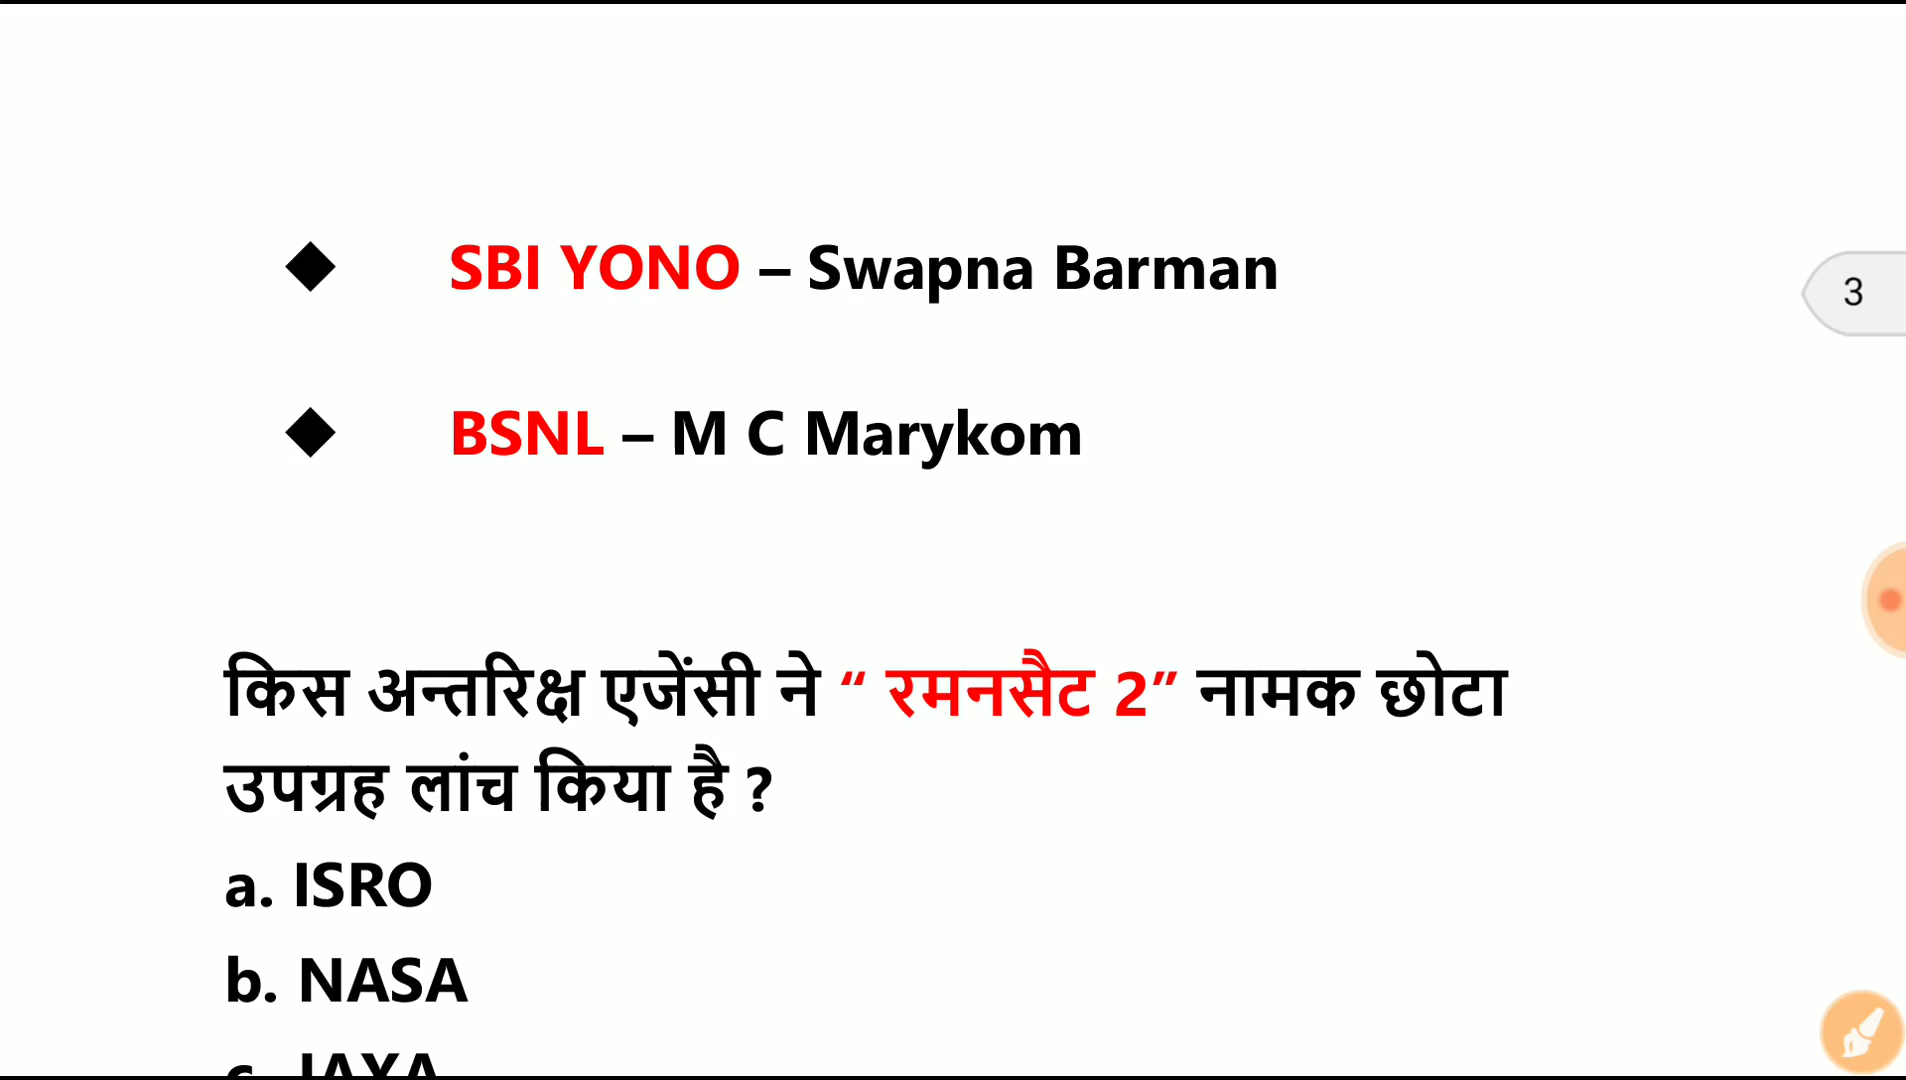 ◆ SBI YONO – Swapna Barman
3
◆ BSNL – M C Marykom
किस अन्तरिक्ष एजेंसी ने “ रमनसैट 2” नामक छोटा
उपग्रह लांच किया है ?
a. ISRO
b. NASA